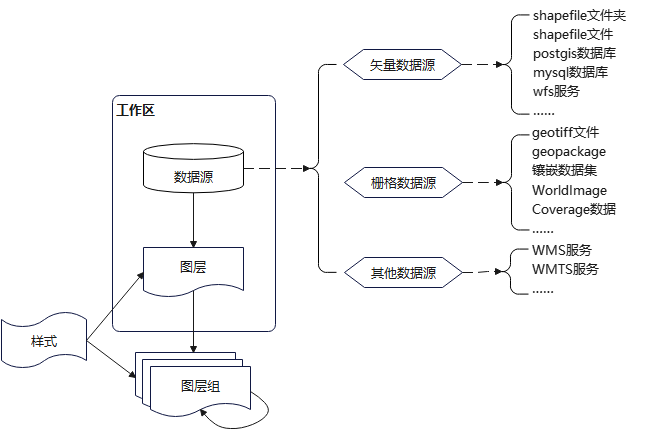 工作区
数据源
图层
样式
图层组
矢量数据源
shapefile文件夹
shapefile文件
postgis数据库
mysql数据库
wfs服务
......
栅格数据源
geotiff文件
geopackage
镶嵌数据集
WorldImage
Coverage数据
......
其他数据源
WMS服务
WMTS服务
......